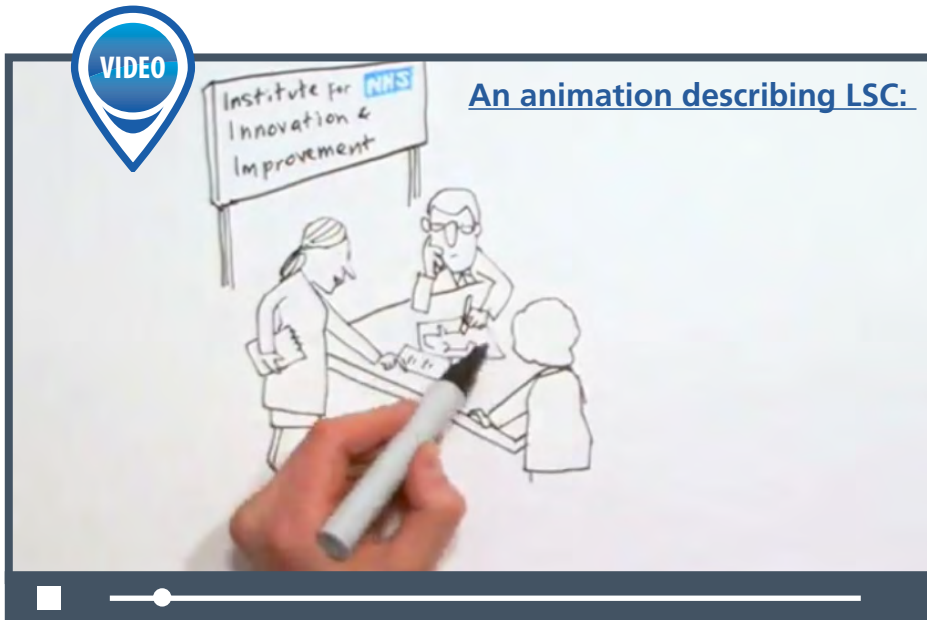 VIDEO
An animation describing LSC:
Institute for NHS
Innovation &
Improvement